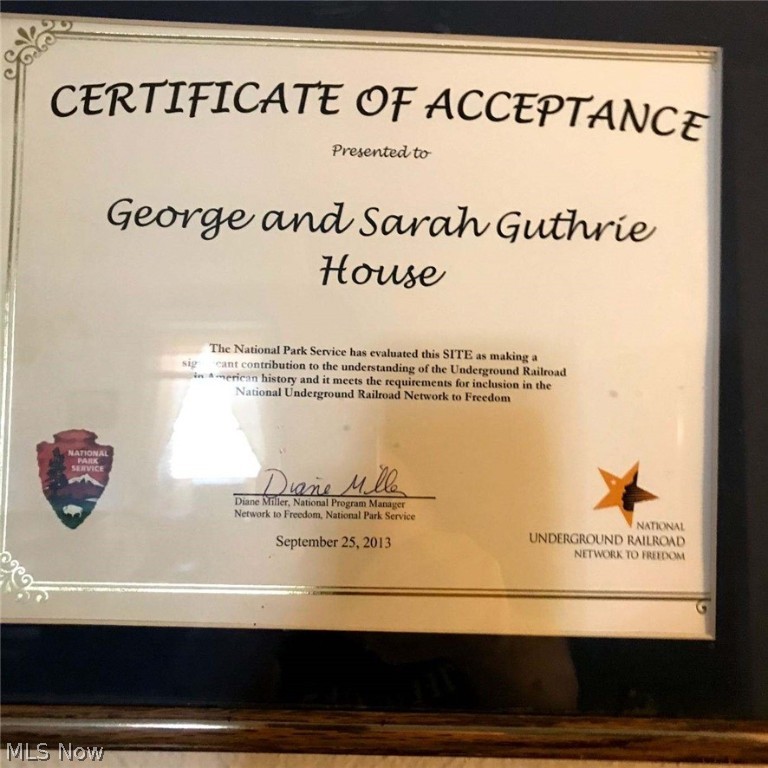 CERTIFICATE OF ACCEPTANCE
Presented to
George and Sarah Guthrie
House
The National Park Service has evaluated this SITE as making a
contribution to the understanding of the Underground Railroad
in American history and it meets the requirements for inclusion in the
National Underground Railroad Network to Freedom
NATIONAL
PARK
SERVICE
Diane Miller
Diane Miller, National Program Manager
Network to Freedom, National Park Service
September 25, 2013
NATIONAL
UNDERGROUND RAILROAD
NETWORK TO FREEDOM
MLS Now